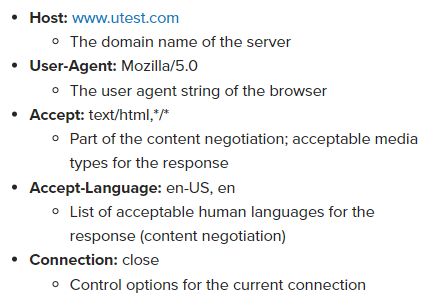 Host: www.utest.com
The domain name of the server
User-Agent: Mozilla/5.0
The user agent string of the browser
Accept: text/html,*/*
Part of the content negotiation; acceptable media
types for the response
Accept-Language: en-US, en
List of acceptable human languages for the
response (content negotiation)
Connection: close
Control options for the current connection